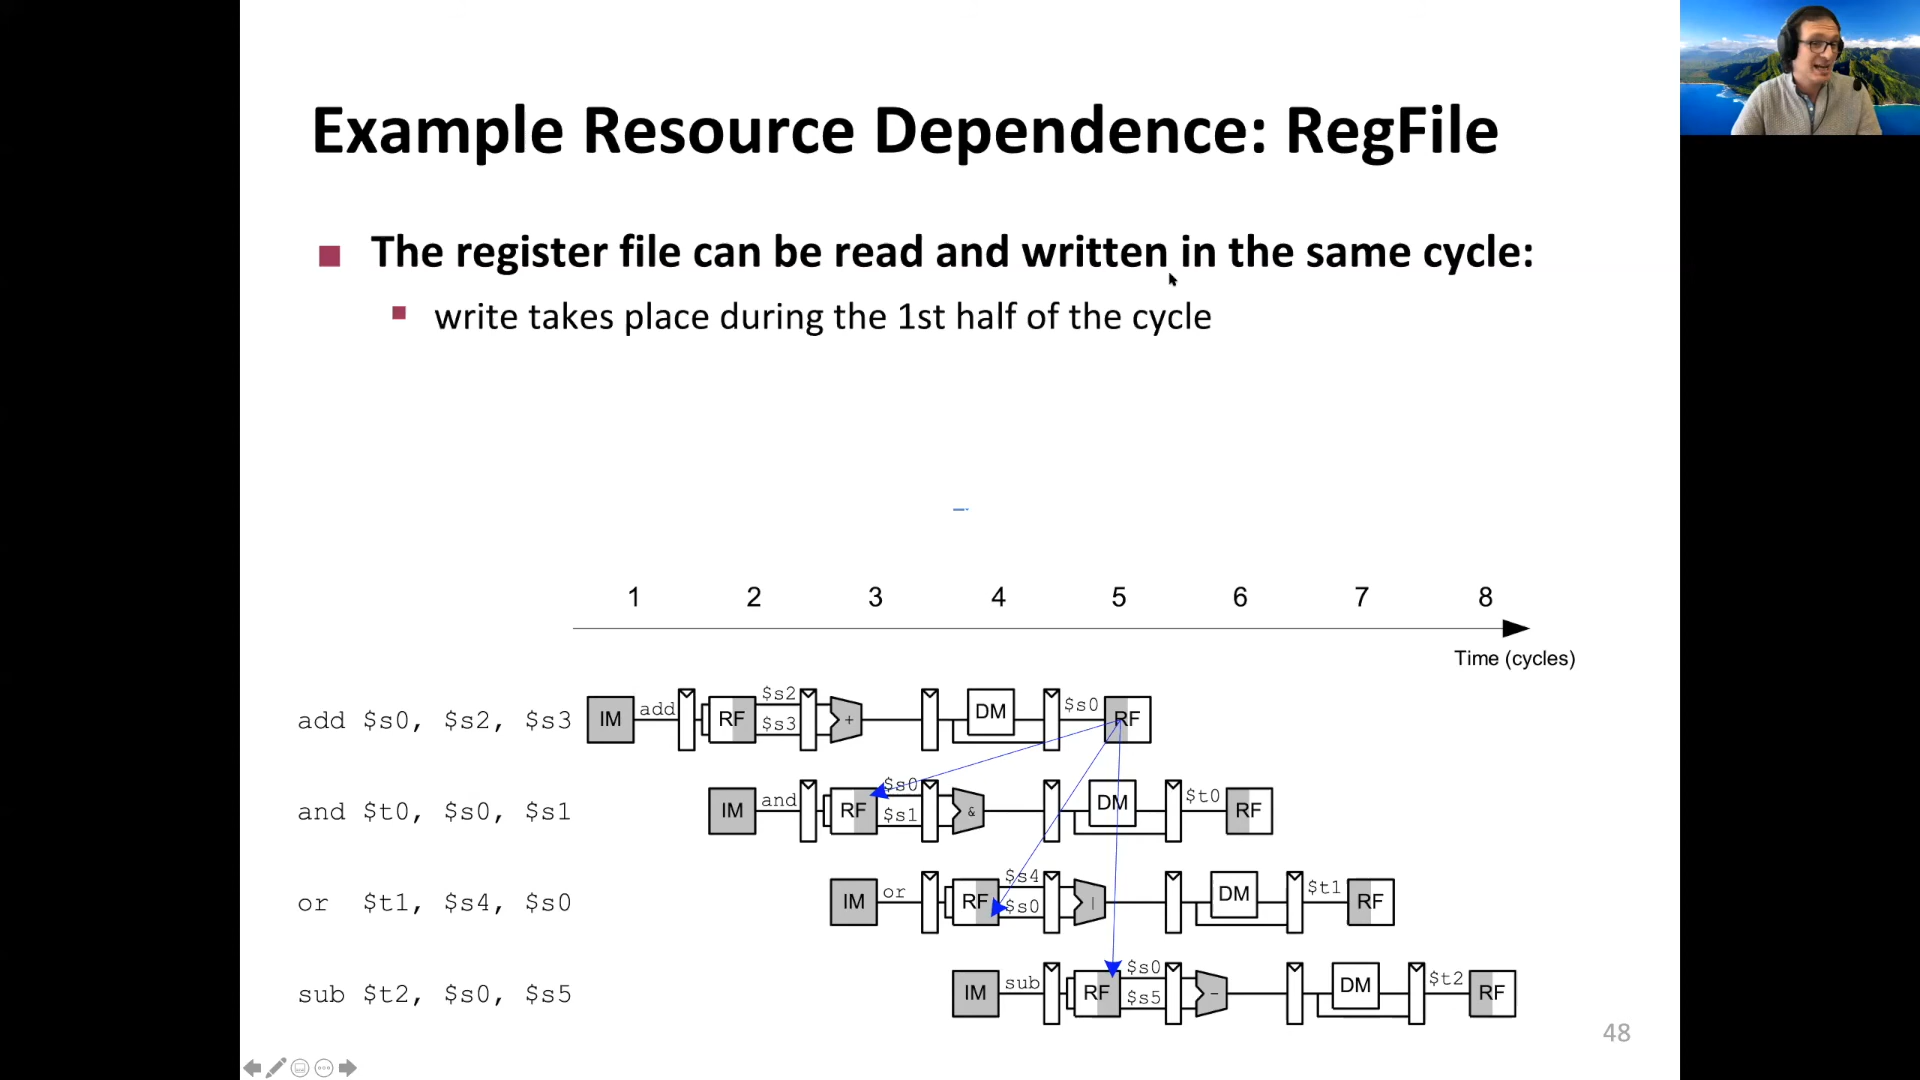 Example Resource Dependence: RegFile
The register file can be read and written in the same cycle:
write takes place during the 1st half of the cycle
1 2 3 4 5 6 7 8
Time (cycles)
add $s0, $s2, $s3 IM add RF $s2 $s3 + DM $s0 RF
and $t0, $s0, $s1 IM and RF $s0 $s1 & DM $t0 RF
or $t1, $s4, $s0 IM or RF $s4 $s0 | DM $t1 RF
sub $t2, $s0, $s5 IM sub RF $s0 $s5 - DM $t2 RF
48